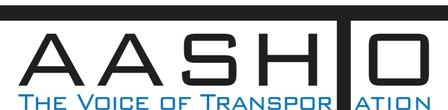 AASHTO
THE VOICE OF TRANSPORTATION